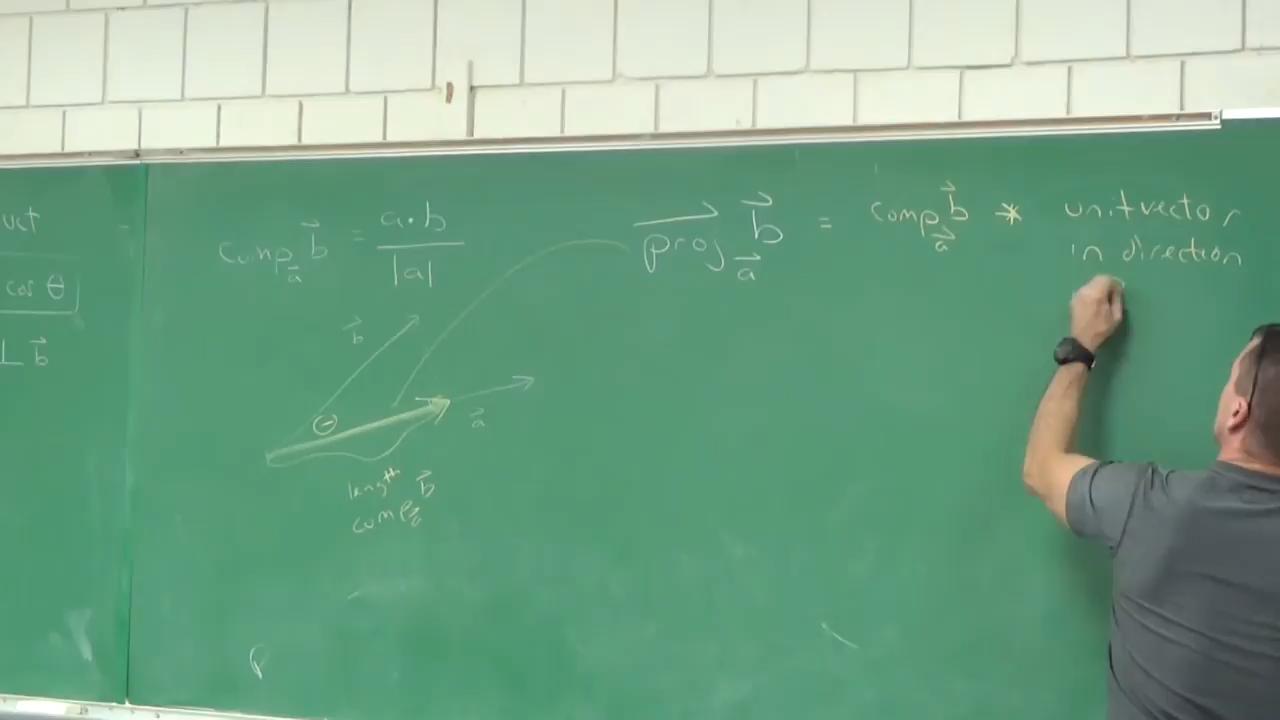 uct
cos θ
⊥ b⃗
comp_a⃗ b⃗ = a·b / |a|
proj_a⃗ b⃗ = comp_a⃗ b⃗ * unit vector
in direction
b⃗
θ
a⃗
length
comp_a⃗ b⃗